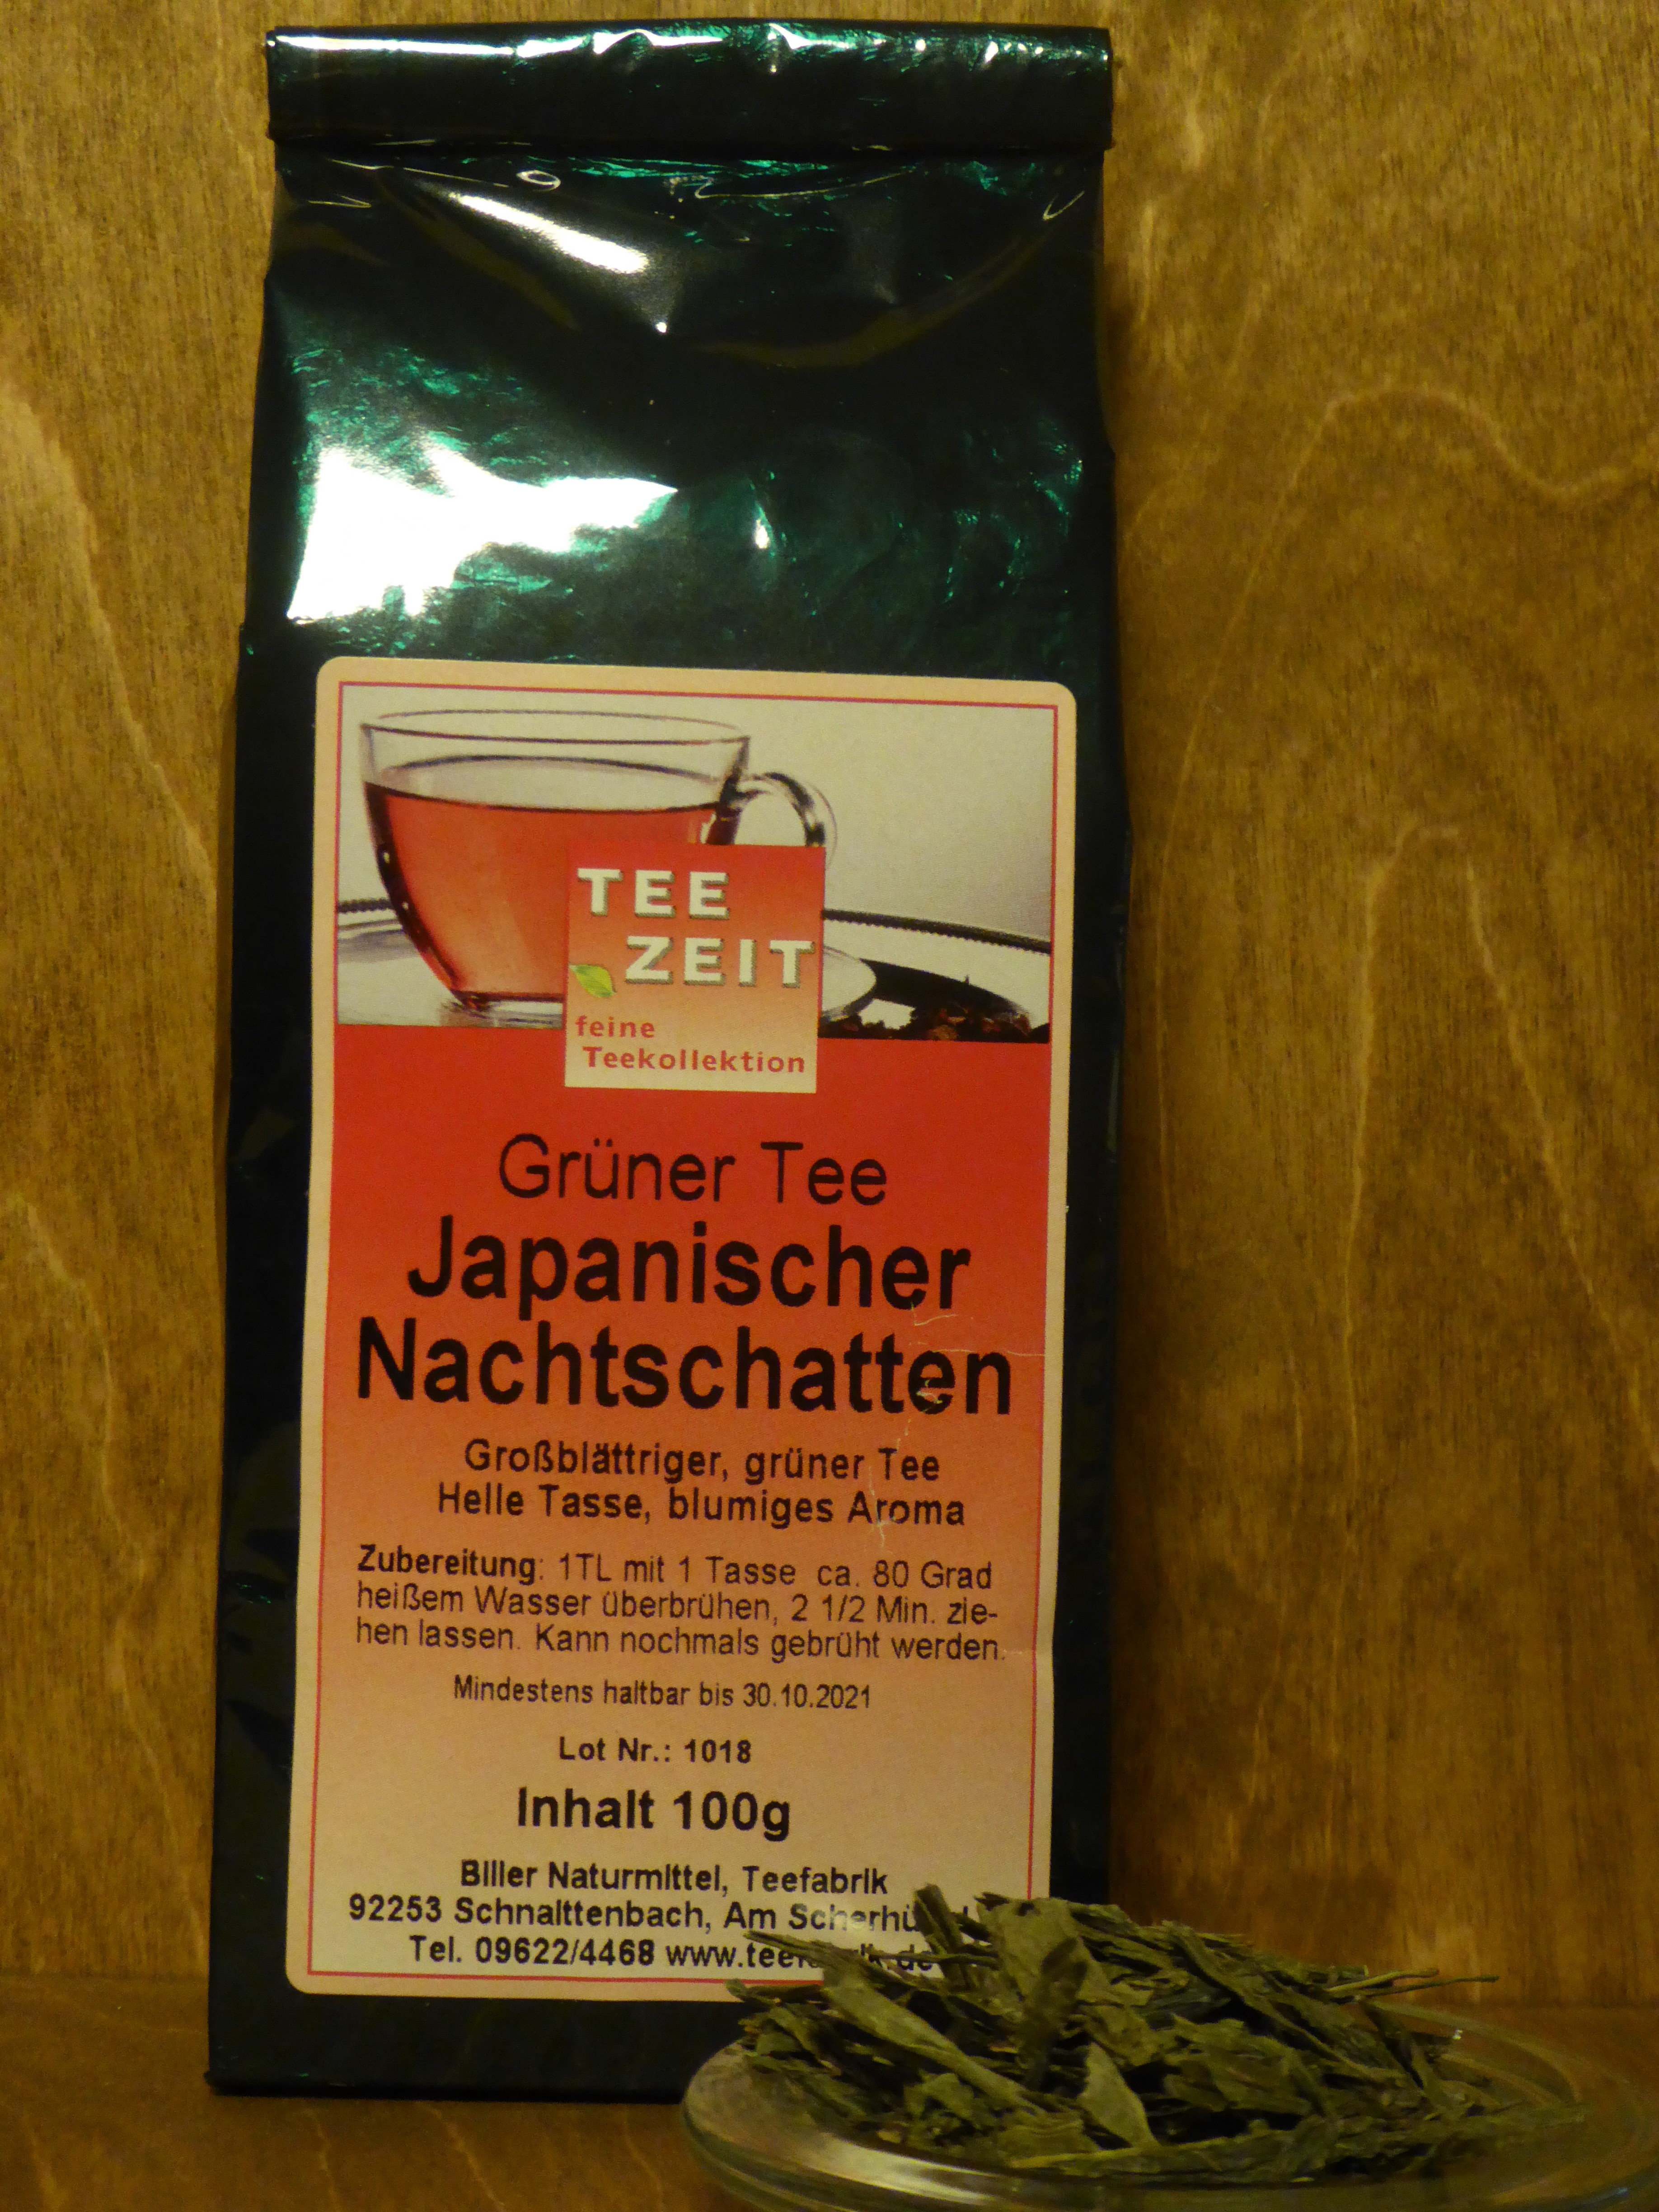 TEE
ZEIT
feine
Teekollektion
Grüner Tee
Japanischer
Nachtschatten
Großblättriger, grüner Tee
Helle Tasse, blumiges Aroma
Zubereitung: 1TL mit 1 Tasse ca. 80 Grad
heißem Wasser überbrühen, 2 1/2 Min. zie-
hen lassen. Kann nochmals gebrüht werden.
Mindestens haltbar bis 30.10.2021
Lot Nr.: 1018
Inhalt 100g
Biller Naturmittel, Teefabrik
92253 Schnaittenbach, Am
Tel. 09622/4468